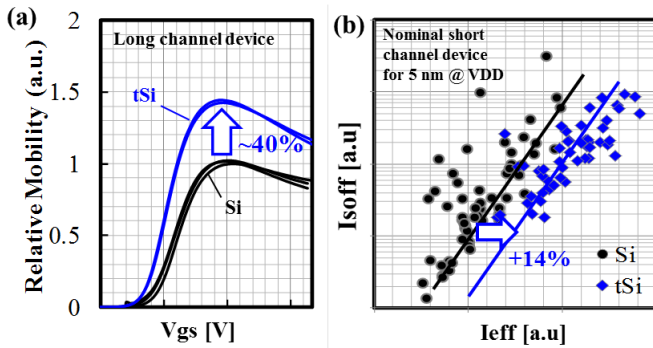 (a)
Long channel device
Relative Mobility (a.u.)
2
1.5
1
0.5
0
tSi
~40%
Si
Vgs [V]
(b)
Nominal short
channel device
for 5 nm @ VDD
Isoff [a.u]
+14%
Si
tSi
Ieff [a.u]